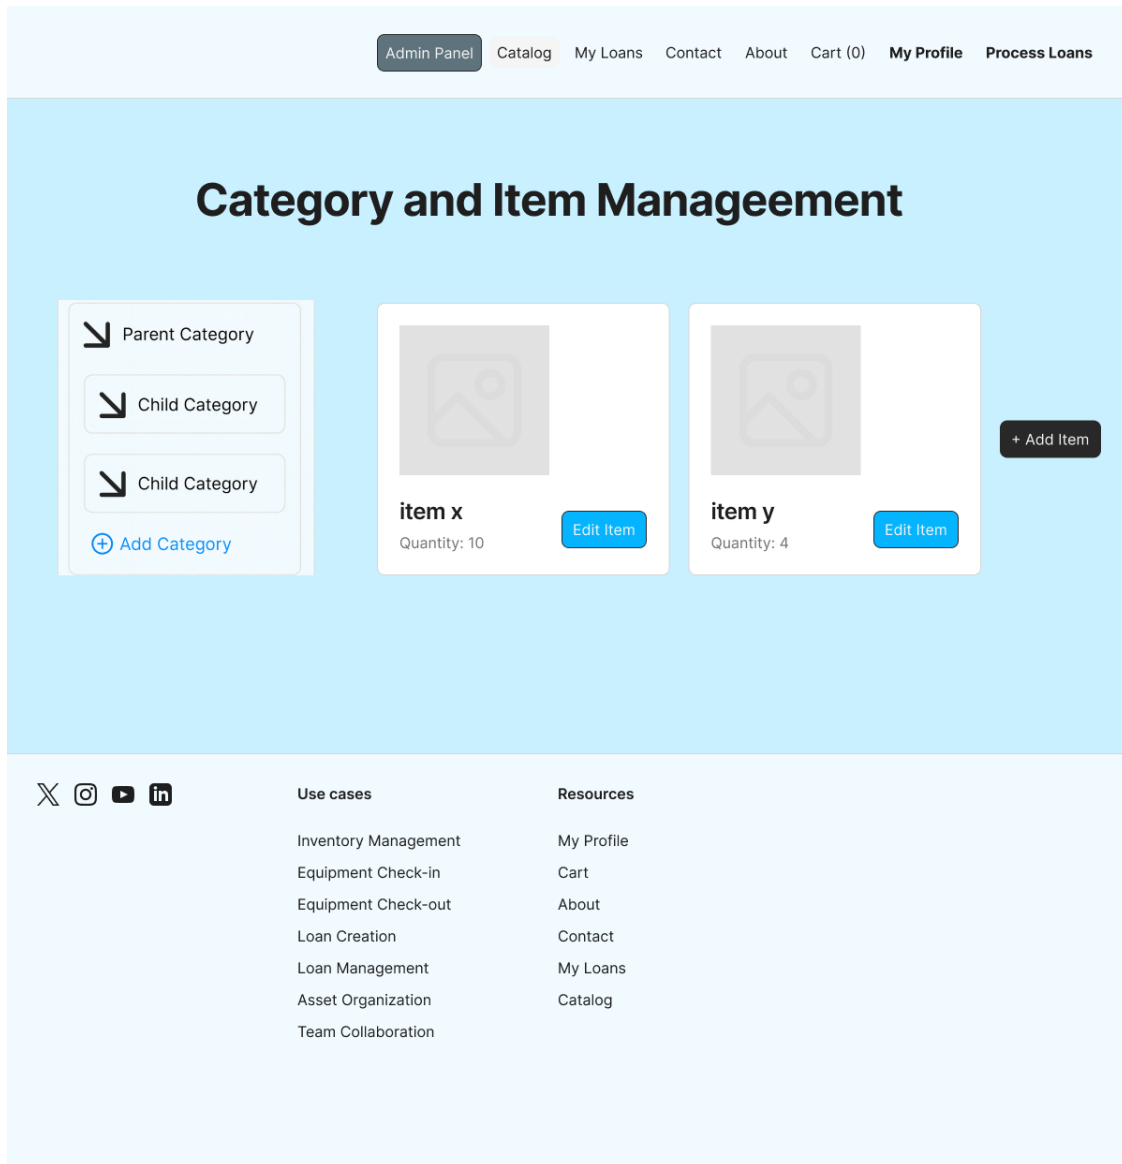 Admin Panel Catalog My Loans Contact About Cart (0) My Profile Process Loans
Category and Item Manageement
Parent Category
Child Category
Child Category
Add Category
item x
Quantity: 10
Edit Item
item y
Quantity: 4
Edit Item
+ Add Item
Use cases
Inventory Management
Equipment Check-in
Equipment Check-out
Loan Creation
Loan Management
Asset Organization
Team Collaboration
Resources
My Profile
Cart
About
Contact
My Loans
Catalog